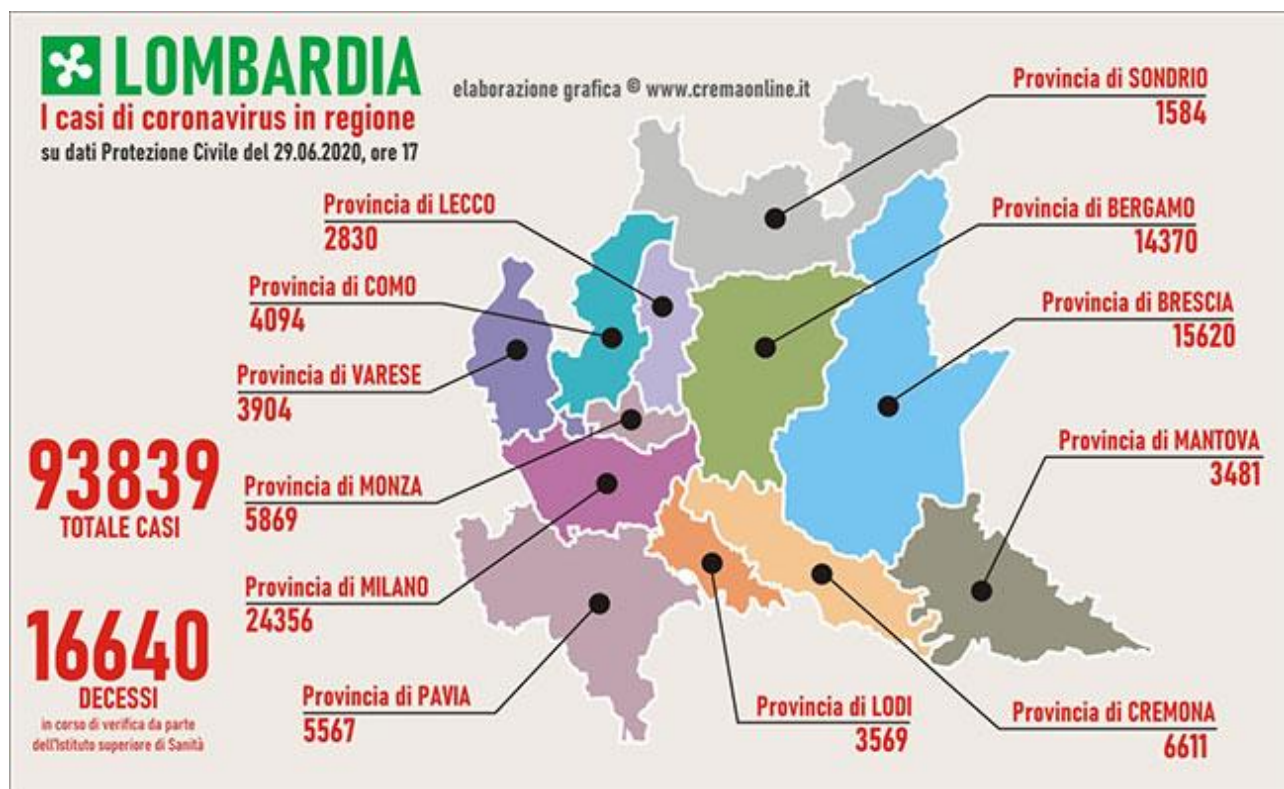 LOMBARDIA
I casi di coronavirus in regione
su dati Protezione Civile del 29.06.2020, ore 17
elaborazione grafica © www.cremaonline.it
Provincia di SONDRIO
1584
Provincia di LECCO
2830
Provincia di BERGAMO
14370
Provincia di COMO
4094
Provincia di BRESCIA
15620
Provincia di VARESE
3904
93839
TOTALE CASI
Provincia di MANTOVA
3481
Provincia di MONZA
5869
Provincia di MILANO
24356
16640
DECESSI
in corso di verifica da parte
dell'Istituto superiore di Sanità
Provincia di PAVIA
5567
Provincia di LODI
3569
Provincia di CREMONA
6611